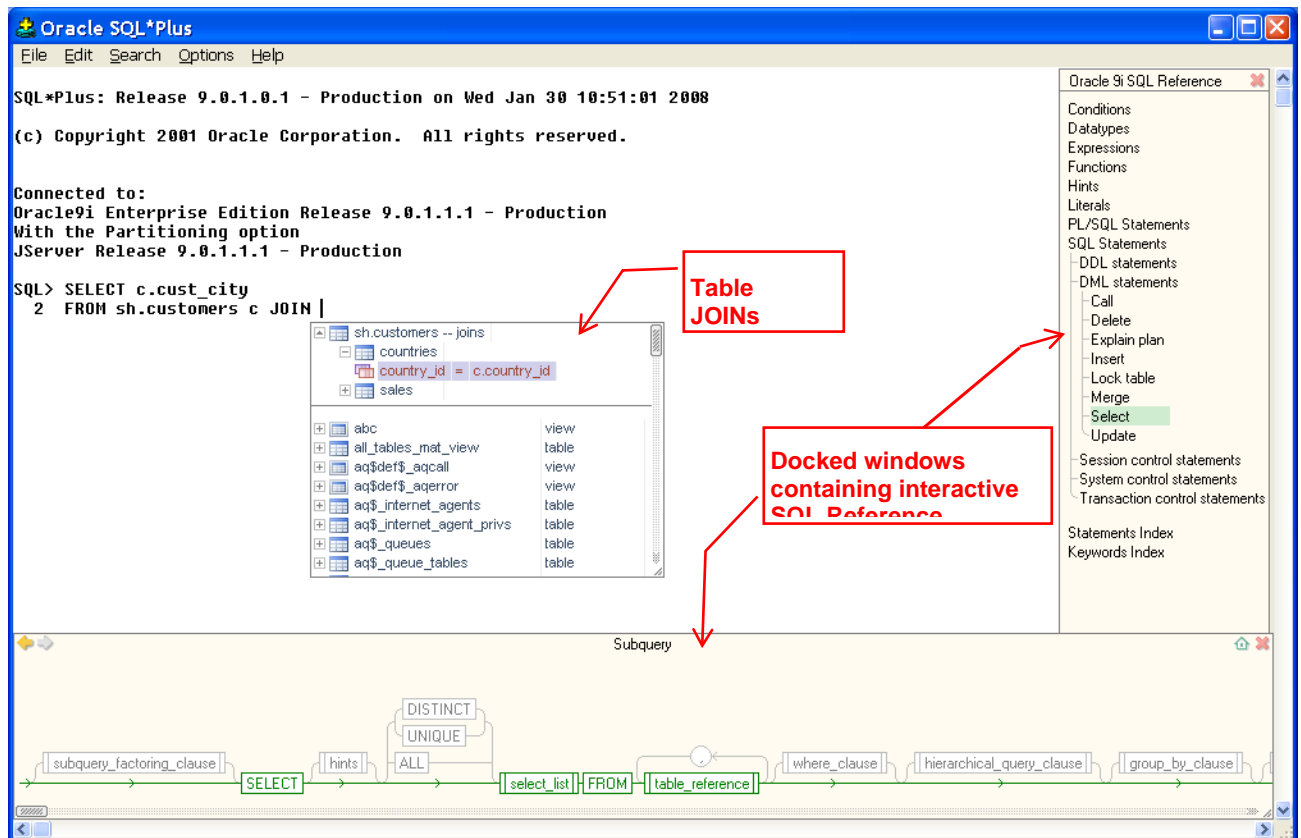 Oracle SQL*Plus
File Edit Search Options Help
SQL*Plus: Release 9.0.1.0.1 - Production on Wed Jan 30 10:51:01 2008
(c) Copyright 2001 Oracle Corporation.  All rights reserved.
Connected to:
Oracle9i Enterprise Edition Release 9.0.1.1.1 - Production
With the Partitioning option
JServer Release 9.0.1.1.1 - Production
SQL> SELECT c.cust_city
2 FROM sh.customers c JOIN
sh.customers -- joins
countries
country_id = c.country_id
sales
abc view
all_tables_mat_view table
aq$def$_aqcall view
aq$def$_aqerror view
aq$_internet_agents table
aq$_internet_agent_privs table
aq$_queues table
aq$_queue_tables table
Table
JOINs
Docked windows
containing interactive
SQL Reference
Oracle 9i SQL Reference
Conditions
Datatypes
Expressions
Functions
Hints
Literals
PL/SQL Statements
SQL Statements
DDL statements
DML statements
Call
Delete
Explain plan
Insert
Lock table
Merge
Select
Update
Session control statements
System control statements
Transaction control statements
Statements Index
Keywords Index
Subquery
DISTINCT
UNIQUE
ALL
subquery_factoring_clause
SELECT
hints
select_list
FROM
,
table_reference
where_clause
hierarchical_query_clause
group_by_clause